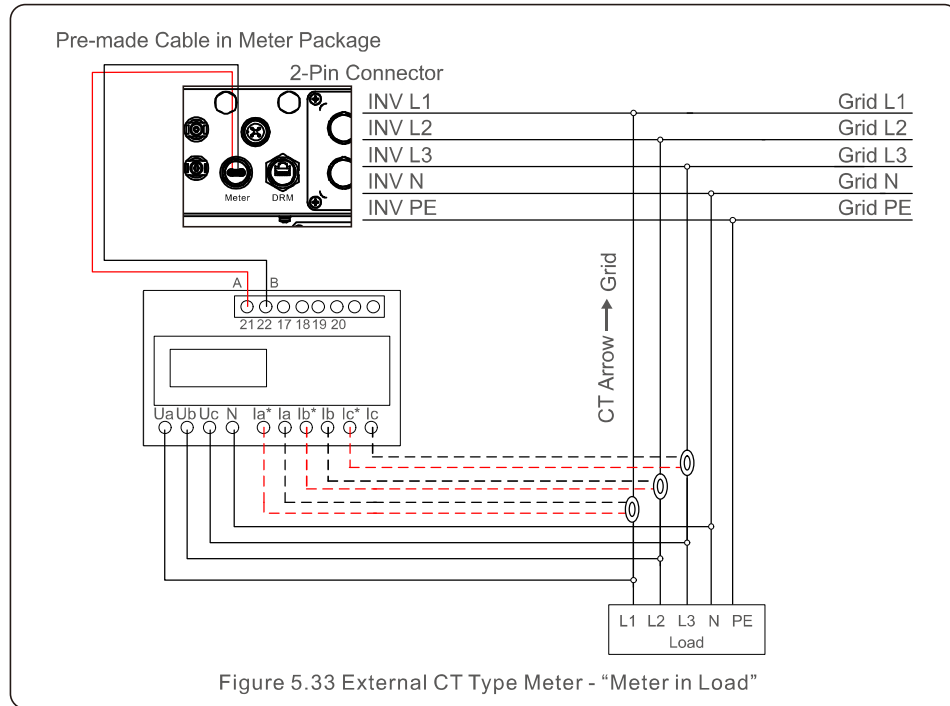 Pre-made Cable in Meter Package
2-Pin Connector
INV L1 Grid L1
INV L2 Grid L2
INV L3 Grid L3
INV N Grid N
INV PE Grid PE
Meter DRM
CT Arrow → Grid
A B
21 22 17 18 19 20
Ua Ub Uc N Ia* Ia Ib* Ib Ic* Ic
L1 L2 L3 N PE
Load
Figure 5.33 External CT Type Meter - “Meter in Load”